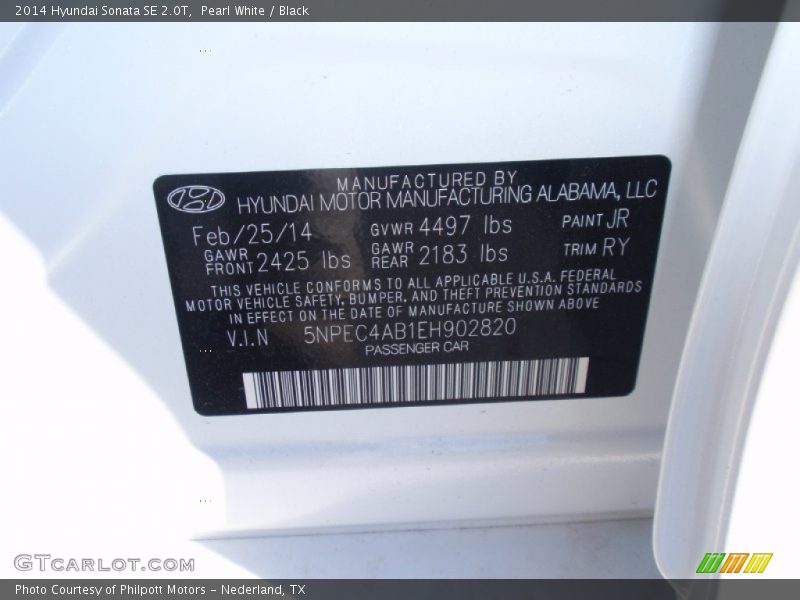 2014 Hyundai Sonata SE 2.0T, Pearl White / Black
MANUFACTURED BY
HYUNDAI MOTOR MANUFACTURING ALABAMA, LLC
Feb/25/14 GVWR 4497 lbs PAINT JR
GAWR FRONT 2425 lbs GAWR REAR 2183 lbs TRIM RY
THIS VEHICLE CONFORMS TO ALL APPLICABLE U.S.A. FEDERAL
MOTOR VEHICLE SAFETY, BUMPER, AND THEFT PREVENTION STANDARDS
IN EFFECT ON THE DATE OF MANUFACTURE SHOWN ABOVE
V.I.N 5NPEC4AB1EH902820
PASSENGER CAR
GTCARLOT.COM
Photo Courtesy of Philpott Motors - Nederland, TX